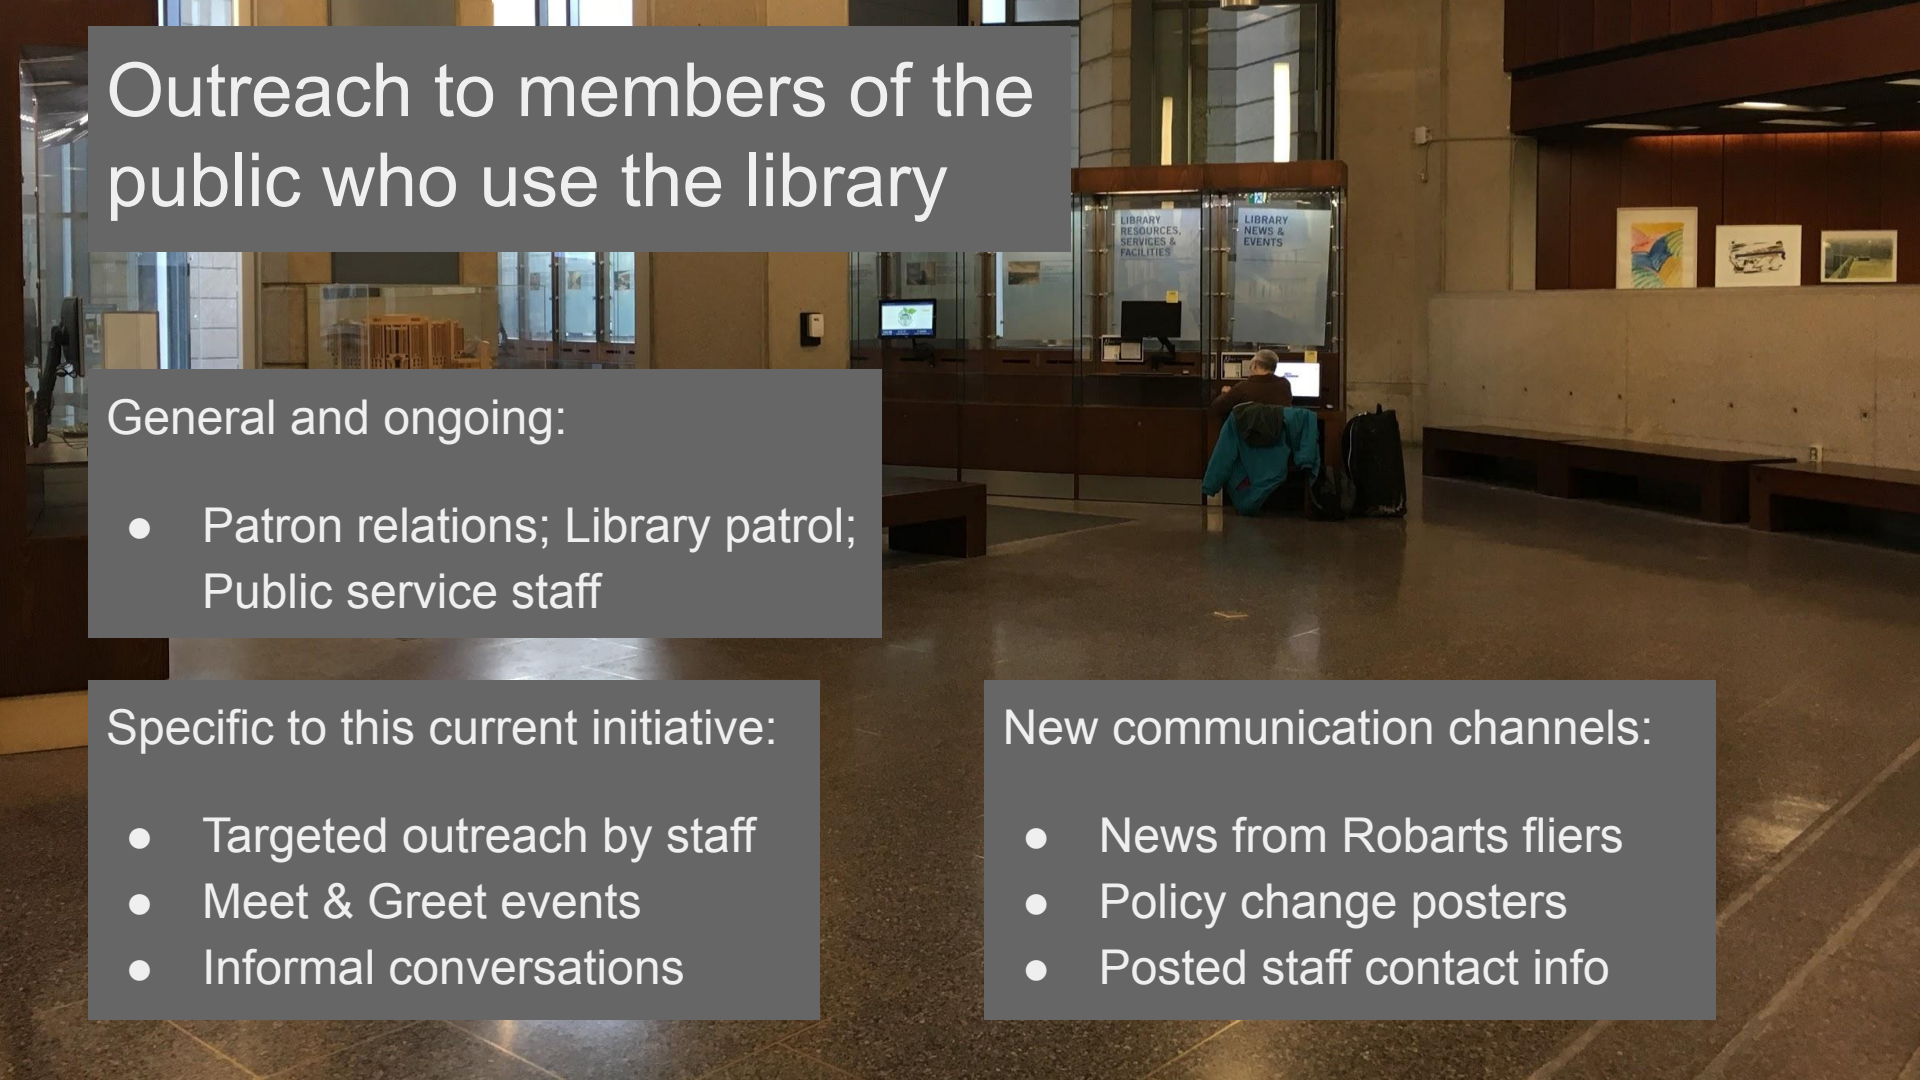 Outreach to members of the
public who use the library
LIBRARY
RESOURCES,
SERVICES &
FACILITIES
LIBRARY
NEWS &
EVENTS
General and ongoing:
● Patron relations; Library patrol;
Public service staff
Specific to this current initiative:
● Targeted outreach by staff
● Meet & Greet events
● Informal conversations
New communication channels:
● News from Robarts fliers
● Policy change posters
● Posted staff contact info